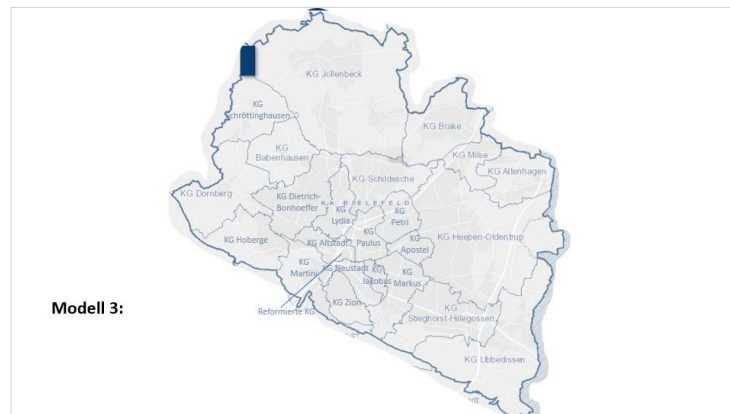 KG Jöllenbeck
KG
Schröttinghausen
KG Brake
KG
Babenhausen
KG Milse
KG Altenhagen
KG Schildesche
KG Dornberg
KG Dietrich-
Bonhoeffer
KK BIELEFELD
KG
Lydia
KG
Petri
KG Hoberge
KG Altstadt
KG
Paulus
KG
Apostel
KG Heepen-Oldentrup
KG
Martini
KG Neustadt
KG
Jakobus
KG
Markus
KG Zion
Reformierte KG
KG
Stieghorst-Hillegossen
Modell 3:
KG Ubbedissen